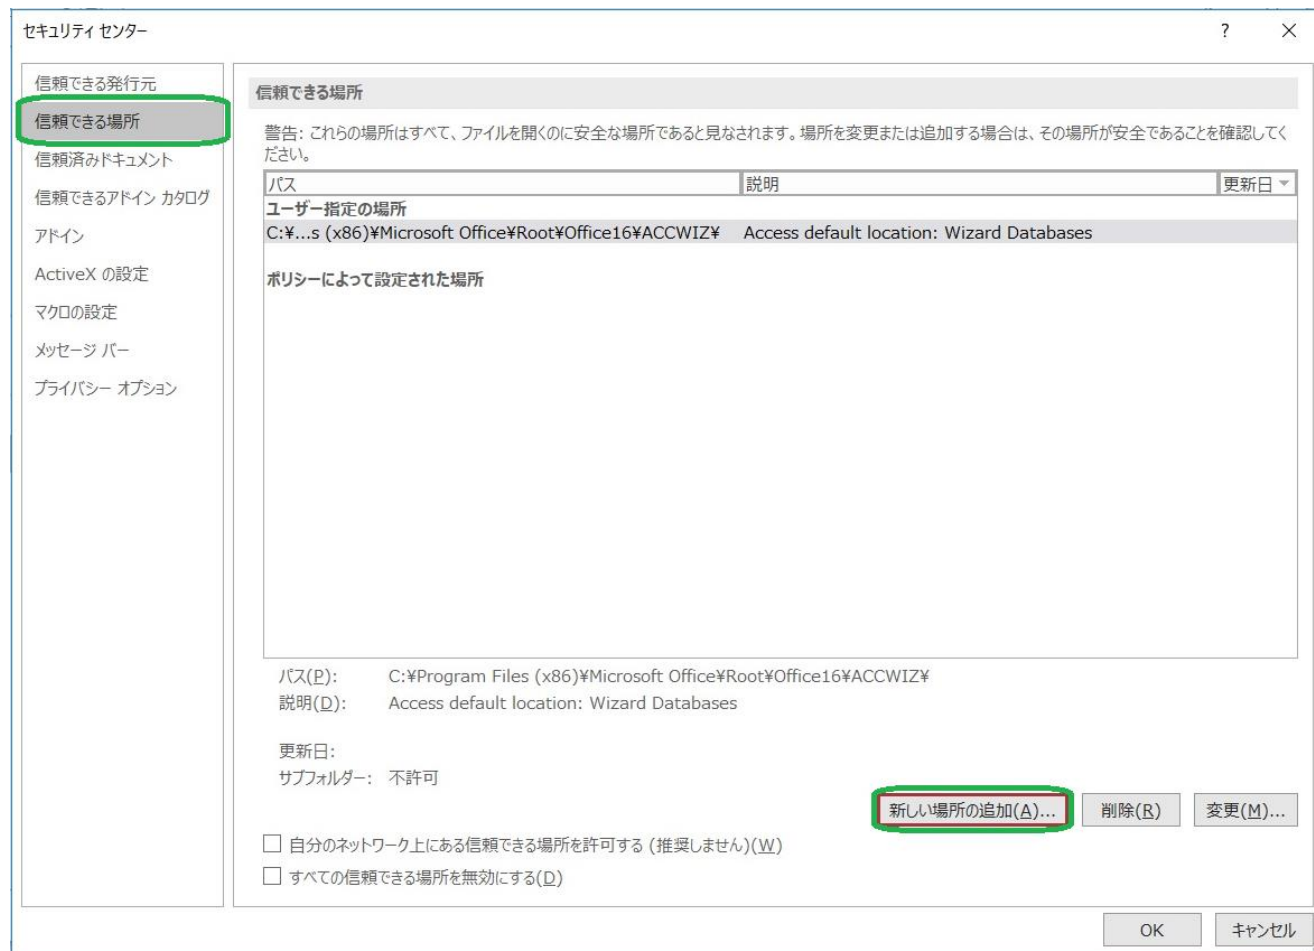 セキュリティ センター
? ×
信頼できる発行元
信頼できる場所
信頼済みドキュメント
信頼できるアドイン カタログ
アドイン
ActiveX の設定
マクロの設定
メッセージ バー
プライバシー オプション
信頼できる場所
警告: これらの場所はすべて、ファイルを開くのに安全な場所であると見なされます。場所を変更または追加する場合は、その場所が安全であることを確認してく
ださい。
パス 説明 更新日
ユーザー指定の場所
C:¥...s (x86)¥Microsoft Office¥Root¥Office16¥ACCWIZ¥ Access default location: Wizard Databases
ポリシーによって設定された場所
パス(P): C:¥Program Files (x86)¥Microsoft Office¥Root¥Office16¥ACCWIZ¥
説明(D): Access default location: Wizard Databases
更新日:
サブフォルダー: 不許可
新しい場所の追加(A)... 削除(R) 変更(M)...
自分のネットワーク上にある信頼できる場所を許可する (推奨しません)(W)
すべての信頼できる場所を無効にする(D)
OK キャンセル